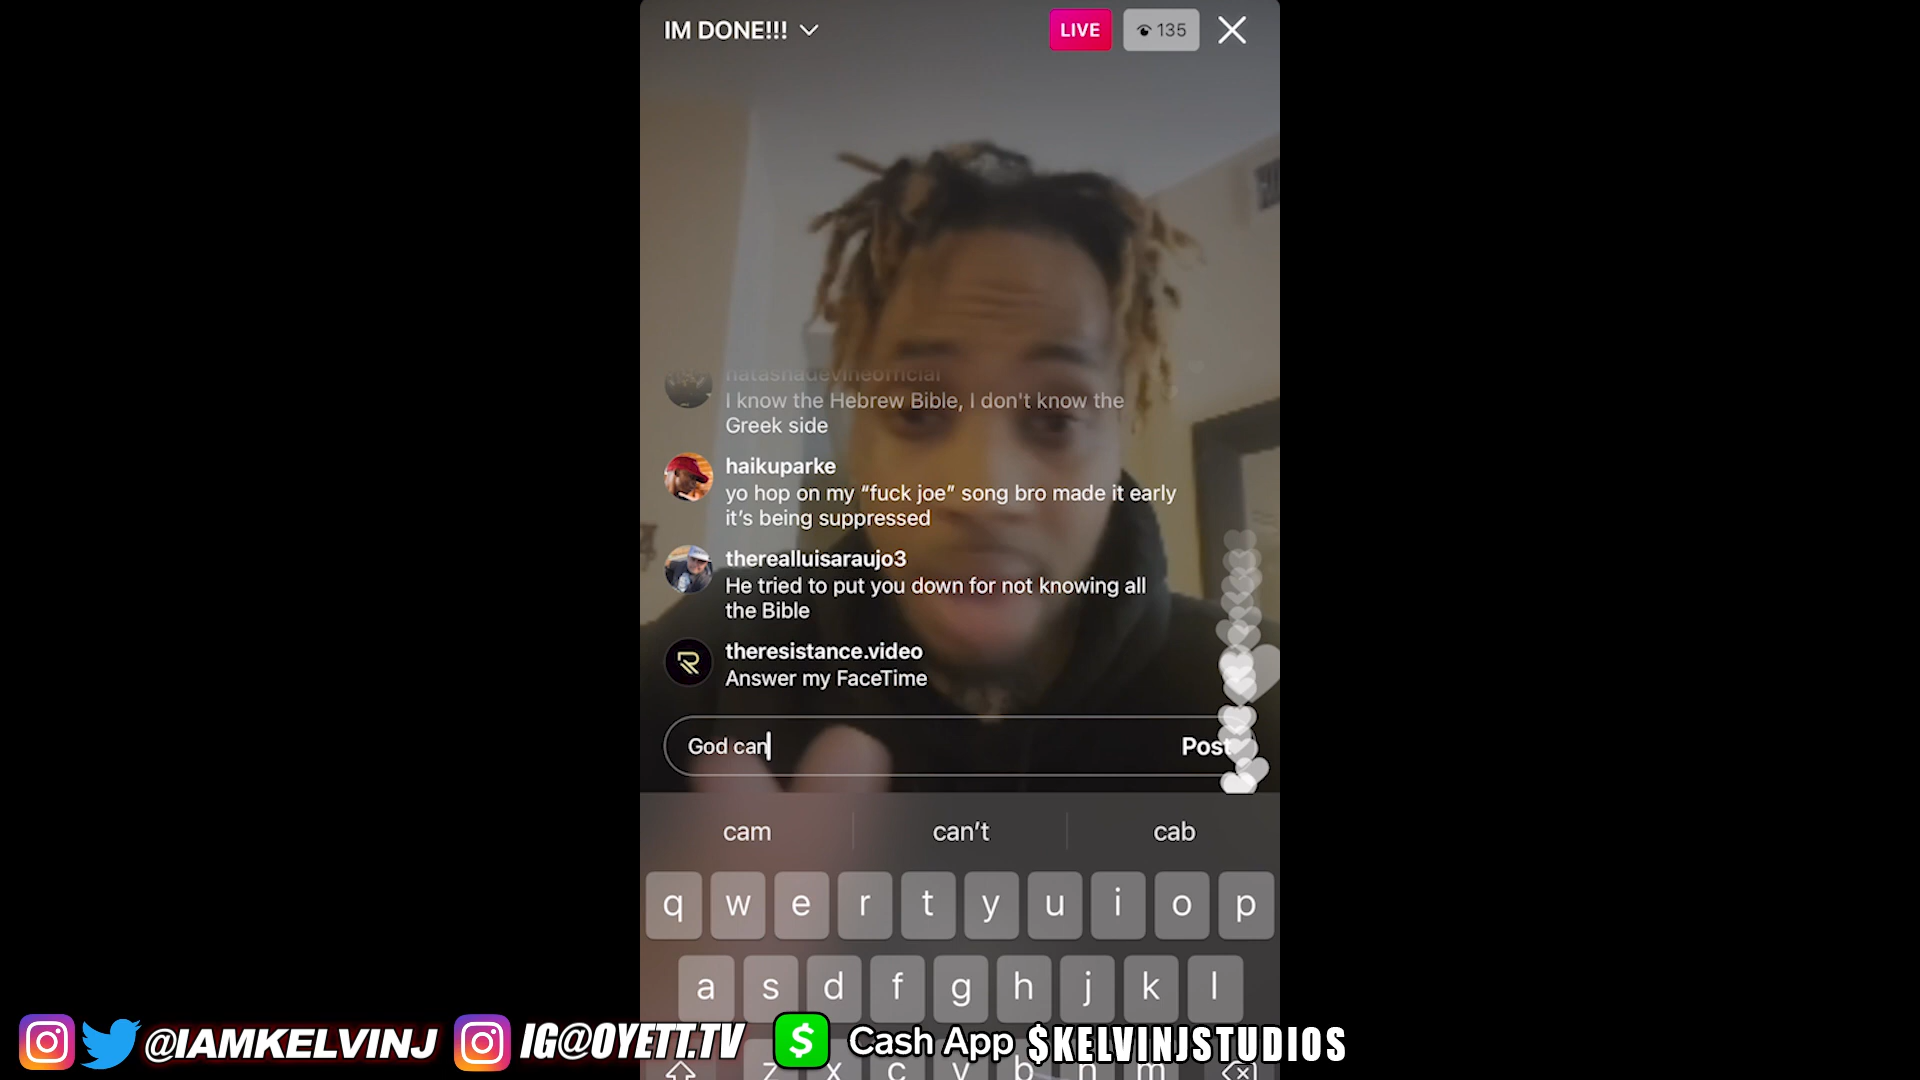 IM DONE!!!
LIVE
135
natashadevineofficial
I know the Hebrew Bible, I don't know the
Greek side
haikuparke
yo hop on my “fuck joe” song bro made it early
it’s being suppressed
therealluisaraujo3
He tried to put you down for not knowing all
the Bible
theresistance.video
Answer my FaceTime
God can
Post
cam can’t cab
q w e r t y u i o p
a s d f g h j k l
z x c v b n m
@IAMKELVINJ IG@OYETT.TV Cash App $KELVINJSTUDIOS